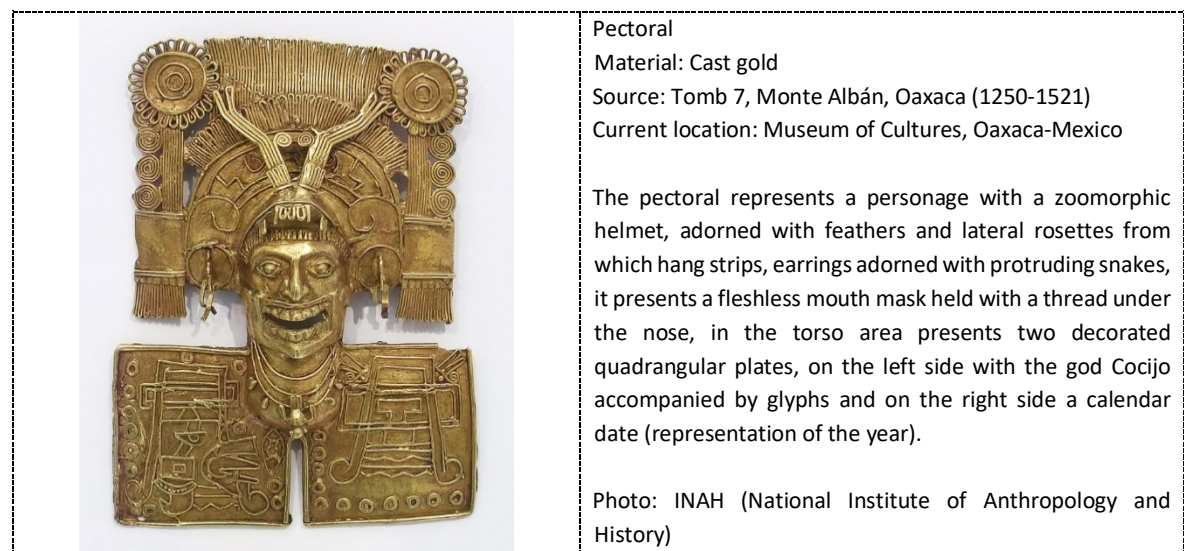 Pectoral
Material: Cast gold
Source: Tomb 7, Monte Albán, Oaxaca (1250-1521)
Current location: Museum of Cultures, Oaxaca-Mexico
The pectoral represents a personage with a zoomorphic
helmet, adorned with feathers and lateral rosettes from
which hang strips, earrings adorned with protruding snakes,
it presents a fleshless mouth mask held with a thread under
the nose, in the torso area presents two decorated
quadrangular plates, on the left side with the god Cocijo
accompanied by glyphs and on the right side a calendar
date (representation of the year).
Photo: INAH (National Institute of Anthropology and
History)